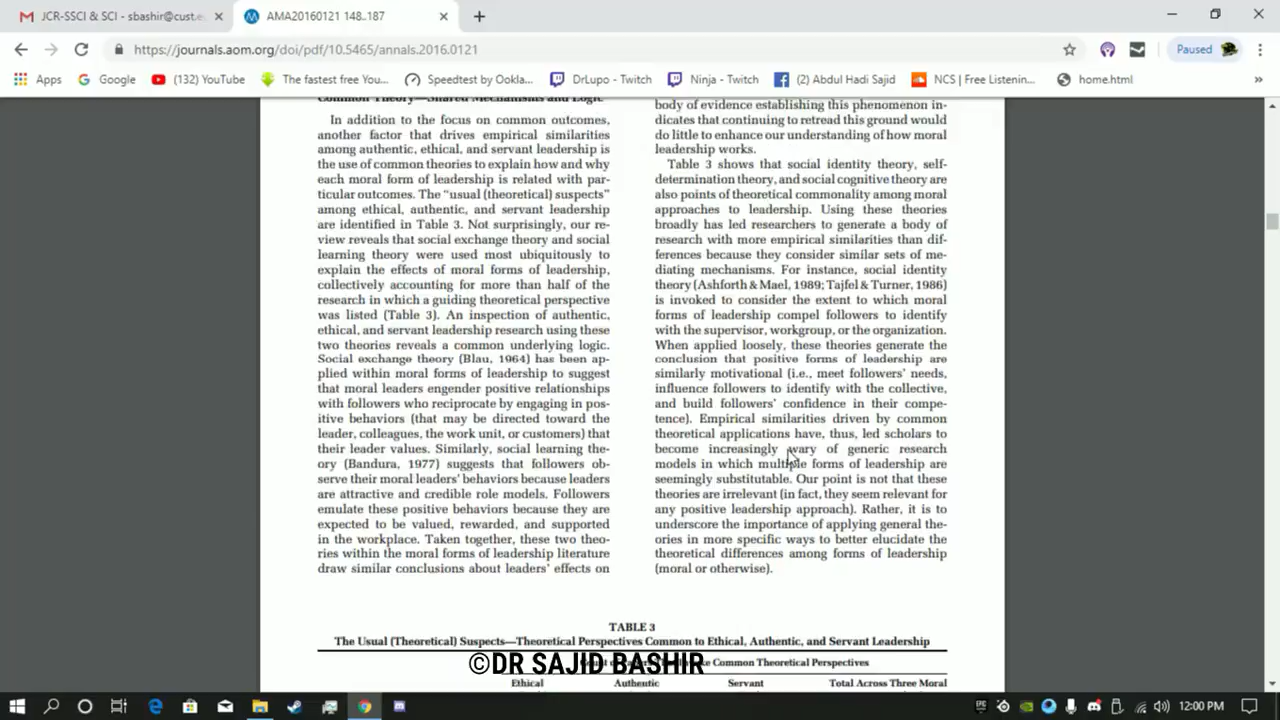 JCR-SSCI & SCI - sbashir@cust.e
AMA20160121 148..187
https://journals.aom.org/doi/pdf/10.5465/annals.2016.0121
Paused
Apps
Google
(132) YouTube
The fastest free You...
Speedtest by Ookla...
DrLupo - Twitch
Ninja - Twitch
(2) Abdul Hadi Sajid
NCS | Free Listenin...
home.html
»
Common Theory—Shared Mechanisms and Logic
In addition to the focus on common outcomes,
another factor that drives empirical similarities
among authentic, ethical, and servant leadership is
the use of common theories to explain how and why
each moral form of leadership is related with par-
ticular outcomes. The "usual (theoretical) suspects"
among ethical, authentic, and servant leadership
are identified in Table 3. Not surprisingly, our re-
view reveals that social exchange theory and social
learning theory were used most ubiquitously to
explain the effects of moral forms of leadership,
collectively accounting for more than half of the
research in which a guiding theoretical perspective
was listed (Table 3). An inspection of authentic,
ethical, and servant leadership research using these
two theories reveals a common underlying logic.
Social exchange theory (Blau, 1964) has been ap-
plied within moral forms of leadership to suggest
that moral leaders engender positive relationships
with followers who reciprocate by engaging in pos-
itive behaviors (that may be directed toward the
leader, colleagues, the work unit, or customers) that
their leader values. Similarly, social learning the-
ory (Bandura, 1977) suggests that followers ob-
serve their moral leaders' behaviors because leaders
are attractive and credible role models. Followers
emulate these positive behaviors because they are
expected to be valued, rewarded, and supported
in the workplace. Taken together, these two theo-
ries within the moral forms of leadership literature
draw similar conclusions about leaders' effects on
body of evidence establishing this phenomenon in-
dicates that continuing to retread this ground would
do little to enhance our understanding of how moral
leadership works.
Table 3 shows that social identity theory, self-
determination theory, and social cognitive theory are
also points of theoretical commonality among moral
approaches to leadership. Using these theories
broadly has led researchers to generate a body of
research with more empirical similarities than dif-
ferences because they consider similar sets of me-
diating mechanisms. For instance, social identity
theory (Ashforth & Mael, 1989; Tajfel & Turner, 1986)
is invoked to consider the extent to which moral
forms of leadership compel followers to identify
with the supervisor, workgroup, or the organization.
When applied loosely, these theories generate the
conclusion that positive forms of leadership are
similarly motivational (i.e., meet followers' needs,
influence followers to identify with the collective,
and build followers' confidence in their compe-
tence). Empirical similarities driven by common
theoretical applications have, thus, led scholars to
become increasingly wary of generic research
models in which multiple forms of leadership are
seemingly substitutable. Our point is not that these
theories are irrelevant (in fact, they seem relevant for
any positive leadership approach). Rather, it is to
underscore the importance of applying general the-
ories in more specific ways to better elucidate the
theoretical differences among forms of leadership
(moral or otherwise).
TABLE 3
The Usual (Theoretical) Suspects—Theoretical Perspectives Common to Ethical, Authentic, and Servant Leadership
Common Theoretical Perspectives
©DR SAJID BASHIR
Ethical Authentic Servant Total Across Three Moral
12:00 PM